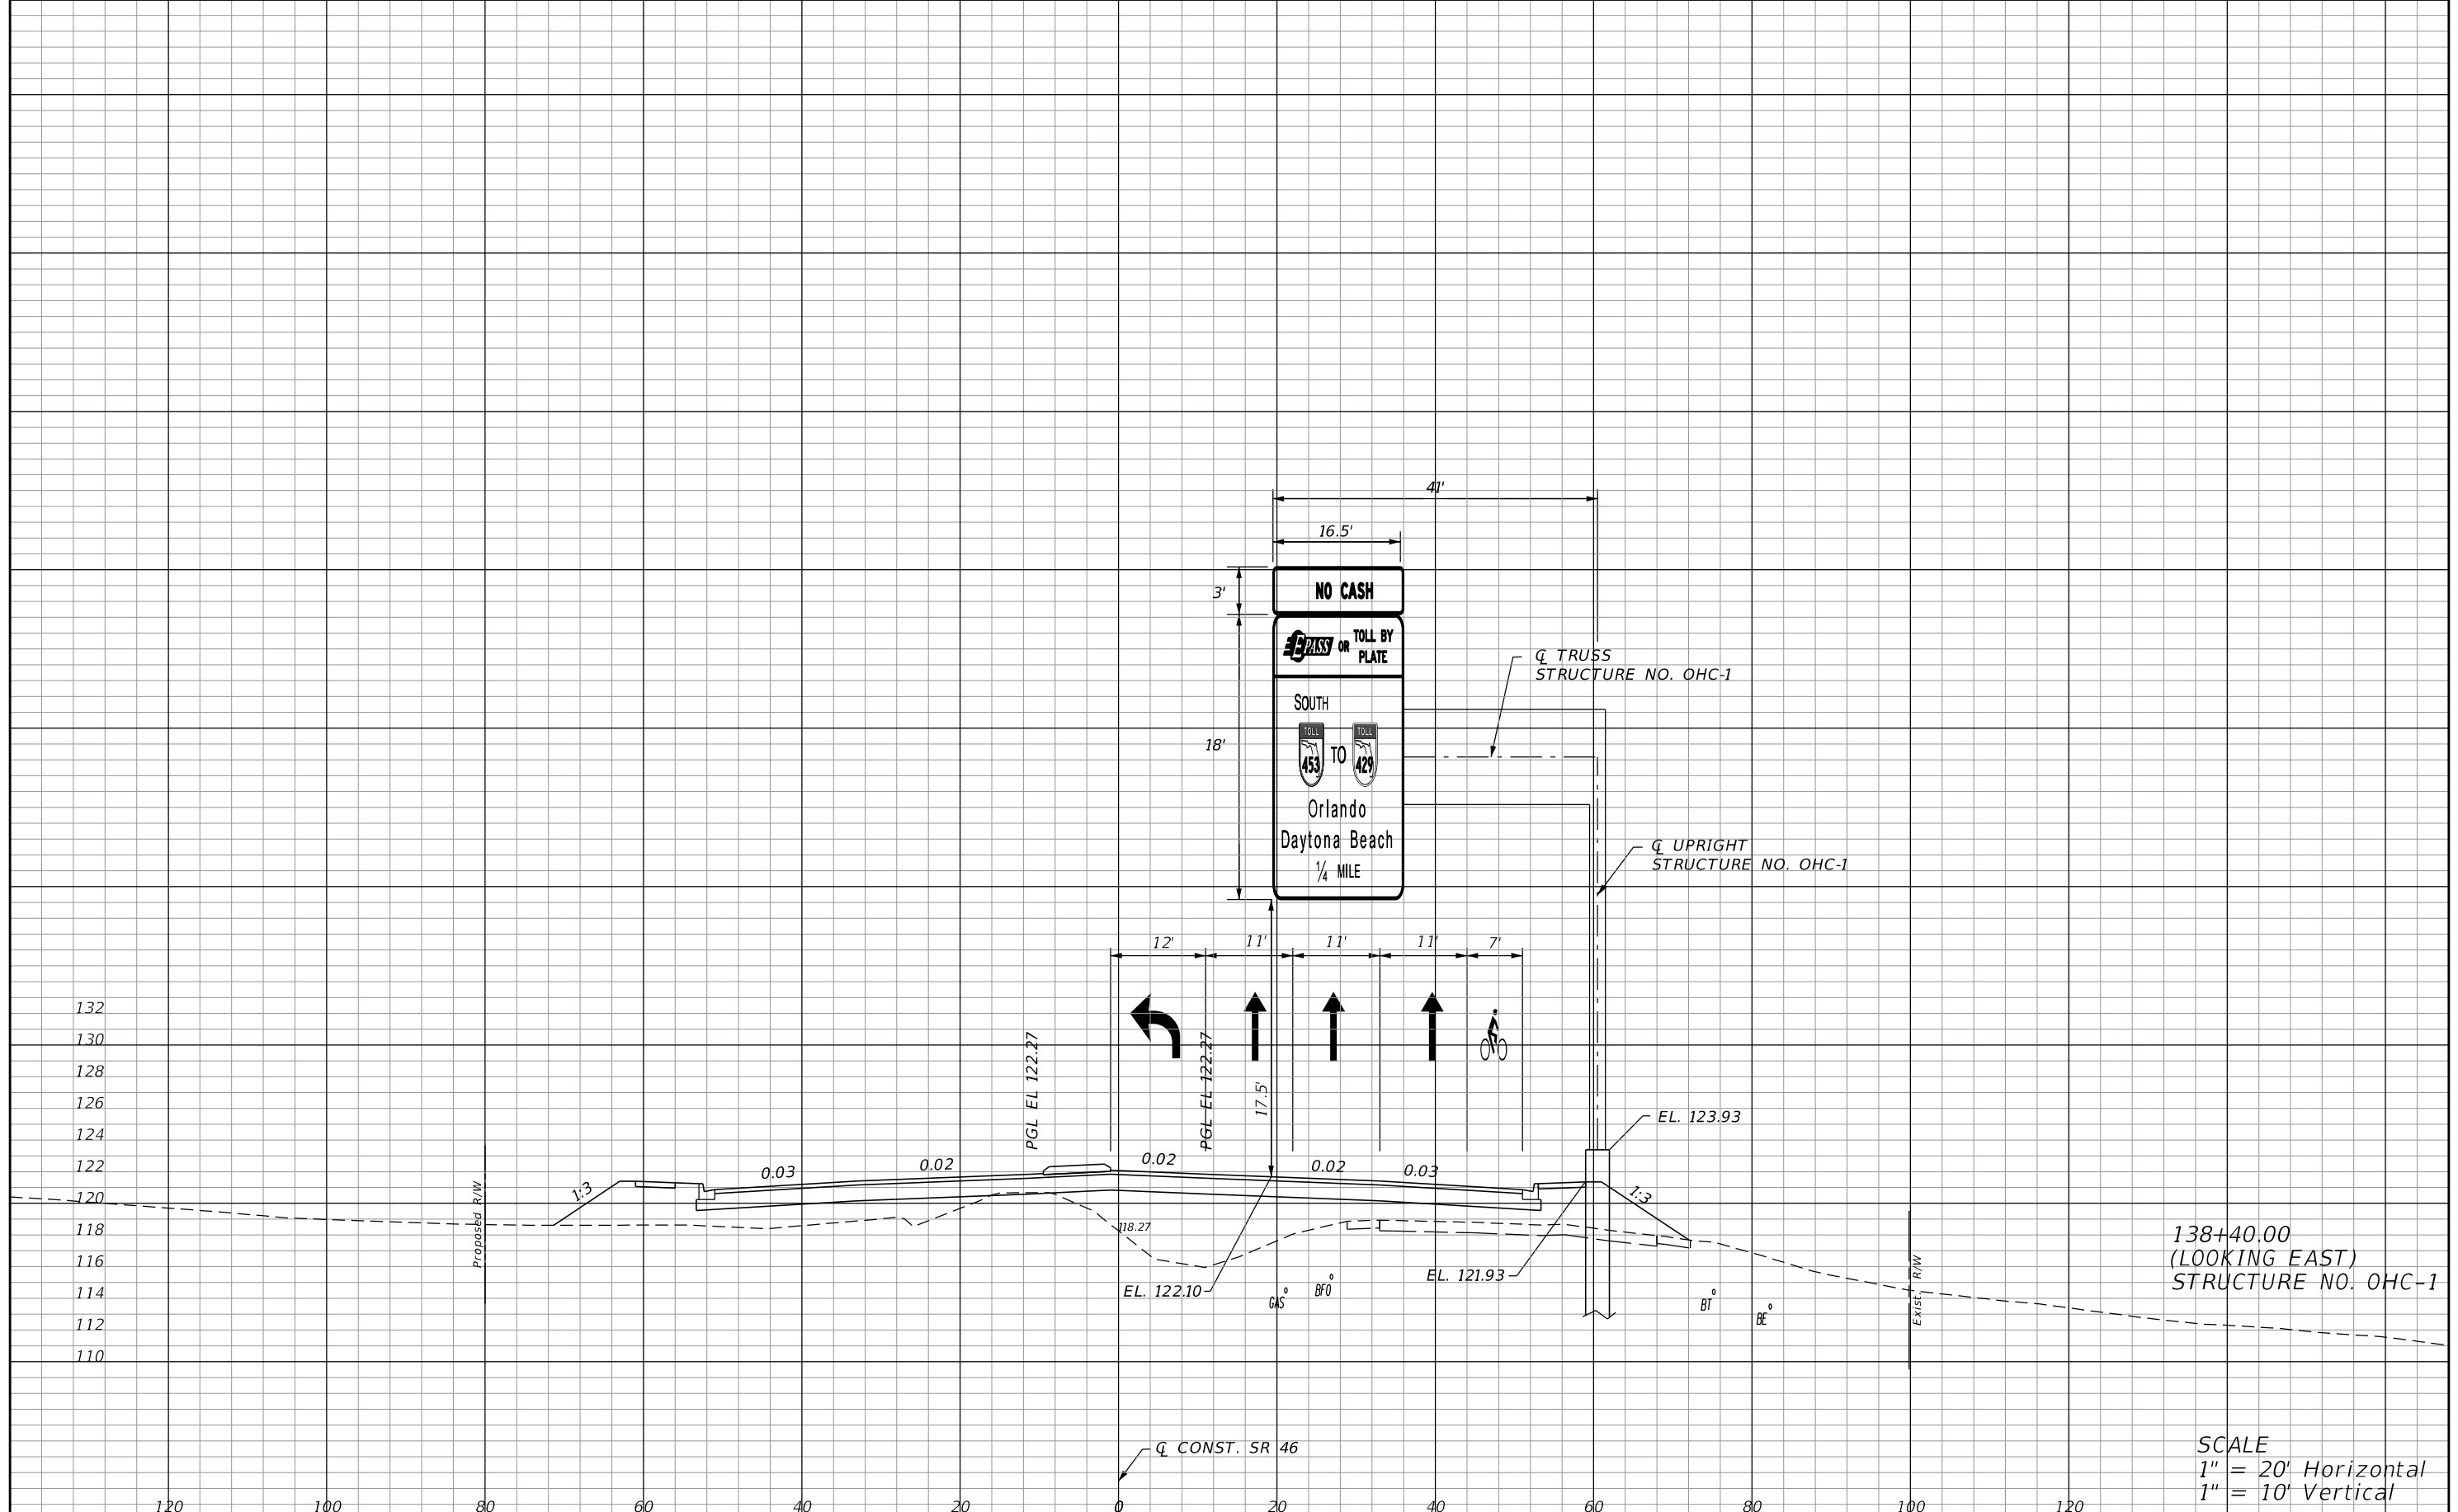 41'
16.5'
3'
NO CASH
EPASS OR TOLL BY PLATE
℄ TRUSS
STRUCTURE NO. OHC-1
SOUTH
18'
TOLL 453 TO TOLL 429
Orlando
Daytona Beach
1/4 MILE
℄ UPRIGHT
STRUCTURE NO. OHC-1
12' 11' 11' 11' 7'
132
130
128
126
124
122
120
118
116
114
112
110
PGL EL 122.27
PGL EL 122.27
17.5'
EL. 123.93
1:3
0.03
0.02
0.02
0.02
0.03
1:3
Proposed R/W
118.27
EL. 122.10
GAS
BFO
EL. 121.93
BT
BE
Exist. R/W
138+40.00
(LOOKING EAST)
STRUCTURE NO. OHC-1
℄ CONST. SR 46
SCALE
1" = 20' Horizontal
1" = 10' Vertical
120 100 80 60 40 20 0 20 40 60 80 100 120